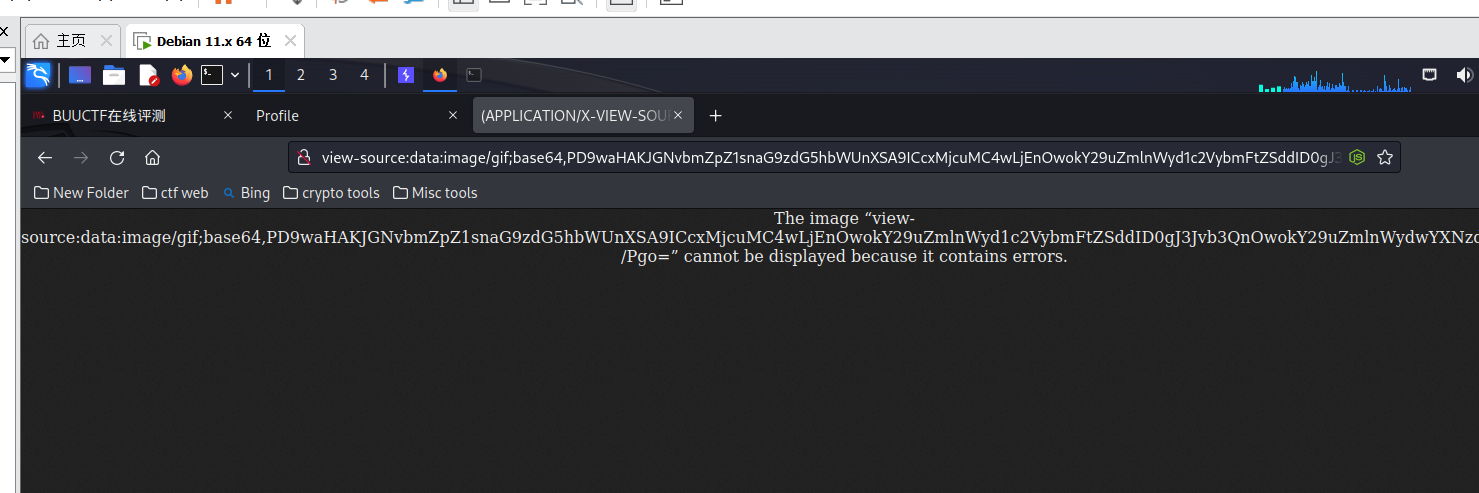 主页
Debian 11.x 64 位
1 2 3 4
BUUCTF在线评测
Profile
(APPLICATION/X-VIEW-SOU
view-source:data:image/gif;base64,PD9waHAKJGNvbmZpZ1snaG9zdG5hbWUnXSA9ICcxMjcuMC4wLjEnOwokY29uZmlnWyd1c2VybmFtZSddID0gJ3
New Folder
ctf web
Bing
crypto tools
Misc tools
The image “view-
source:data:image/gif;base64,PD9waHAKJGNvbmZpZ1snaG9zdG5hbWUnXSA9ICcxMjcuMC4wLjEnOwokY29uZmlnWyd1c2VybmFtZSddID0gJ3Jvb3QnOwokY29uZmlnWydwYXNzc
/Pgo=” cannot be displayed because it contains errors.